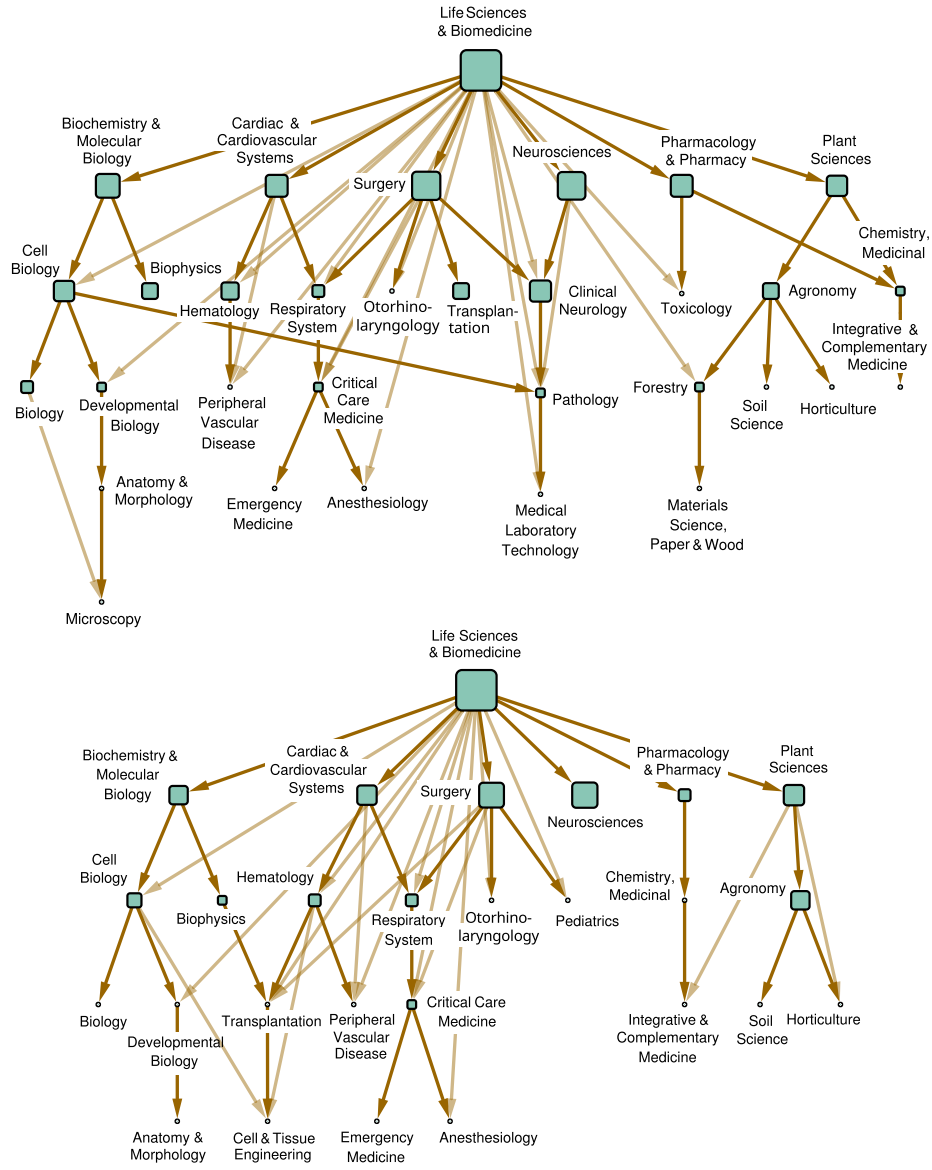 Life Sciences
& Biomedicine
Biochemistry &
Molecular
Biology
Cardiac &
Cardiovascular
Systems
Surgery
Neurosciences
Pharmacology
& Pharmacy
Plant
Sciences
Cell
Biology
Biophysics
Hematology
Respiratory
System
Otorhino-
laryngology
Transplan-
tation
Clinical
Neurology
Toxicology
Agronomy
Chemistry,
Medicinal
Integrative &
Complementary
Medicine
Biology
Developmental
Biology
Peripheral
Vascular
Disease
Critical
Care
Medicine
Pathology
Forestry
Soil
Science
Horticulture
Anatomy &
Morphology
Emergency
Medicine
Anesthesiology
Medical
Laboratory
Technology
Materials
Science,
Paper & Wood
Microscopy
Life Sciences
& Biomedicine
Biochemistry &
Molecular
Biology
Cardiac &
Cardiovascular
Systems
Surgery
Neurosciences
Pharmacology
& Pharmacy
Plant
Sciences
Cell
Biology
Biophysics
Hematology
Respiratory
System
Otorhino-
laryngology
Pediatrics
Chemistry,
Medicinal
Agronomy
Biology
Developmental
Biology
Transplantation
Peripheral
Vascular
Disease
Critical Care
Medicine
Integrative &
Complementary
Medicine
Soil
Science
Horticulture
Anatomy &
Morphology
Cell & Tissue
Engineering
Emergency
Medicine
Anesthesiology